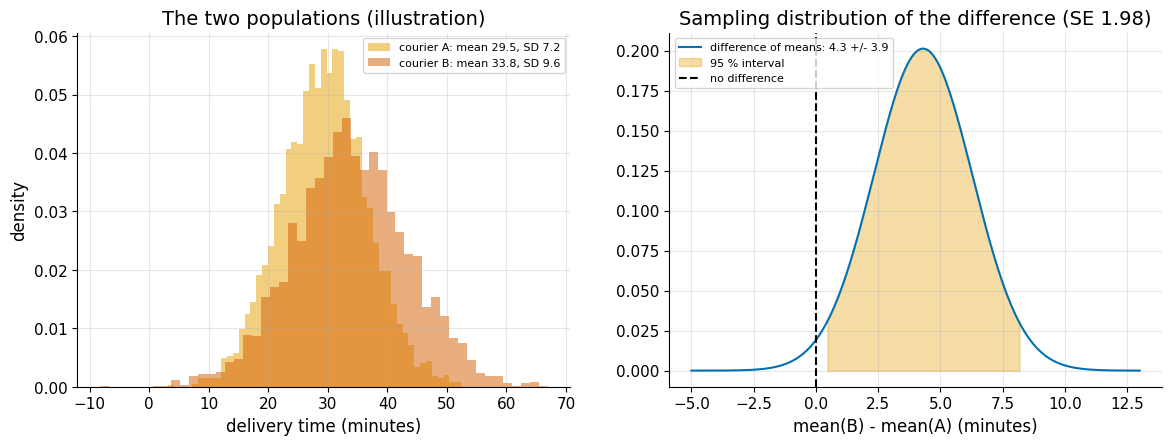 The two populations (illustration)
courier A: mean 29.5, SD 7.2
courier B: mean 33.8, SD 9.6
density
0.06
0.05
0.04
0.03
0.02
0.01
0.00
−10 0 10 20 30 40 50 60 70
delivery time (minutes)
Sampling distribution of the difference (SE 1.98)
difference of means: 4.3 +/- 3.9
95 % interval
no difference
0.200
0.175
0.150
0.125
0.100
0.075
0.050
0.025
0.000
−5.0 −2.5 0.0 2.5 5.0 7.5 10.0 12.5
mean(B) - mean(A) (minutes)